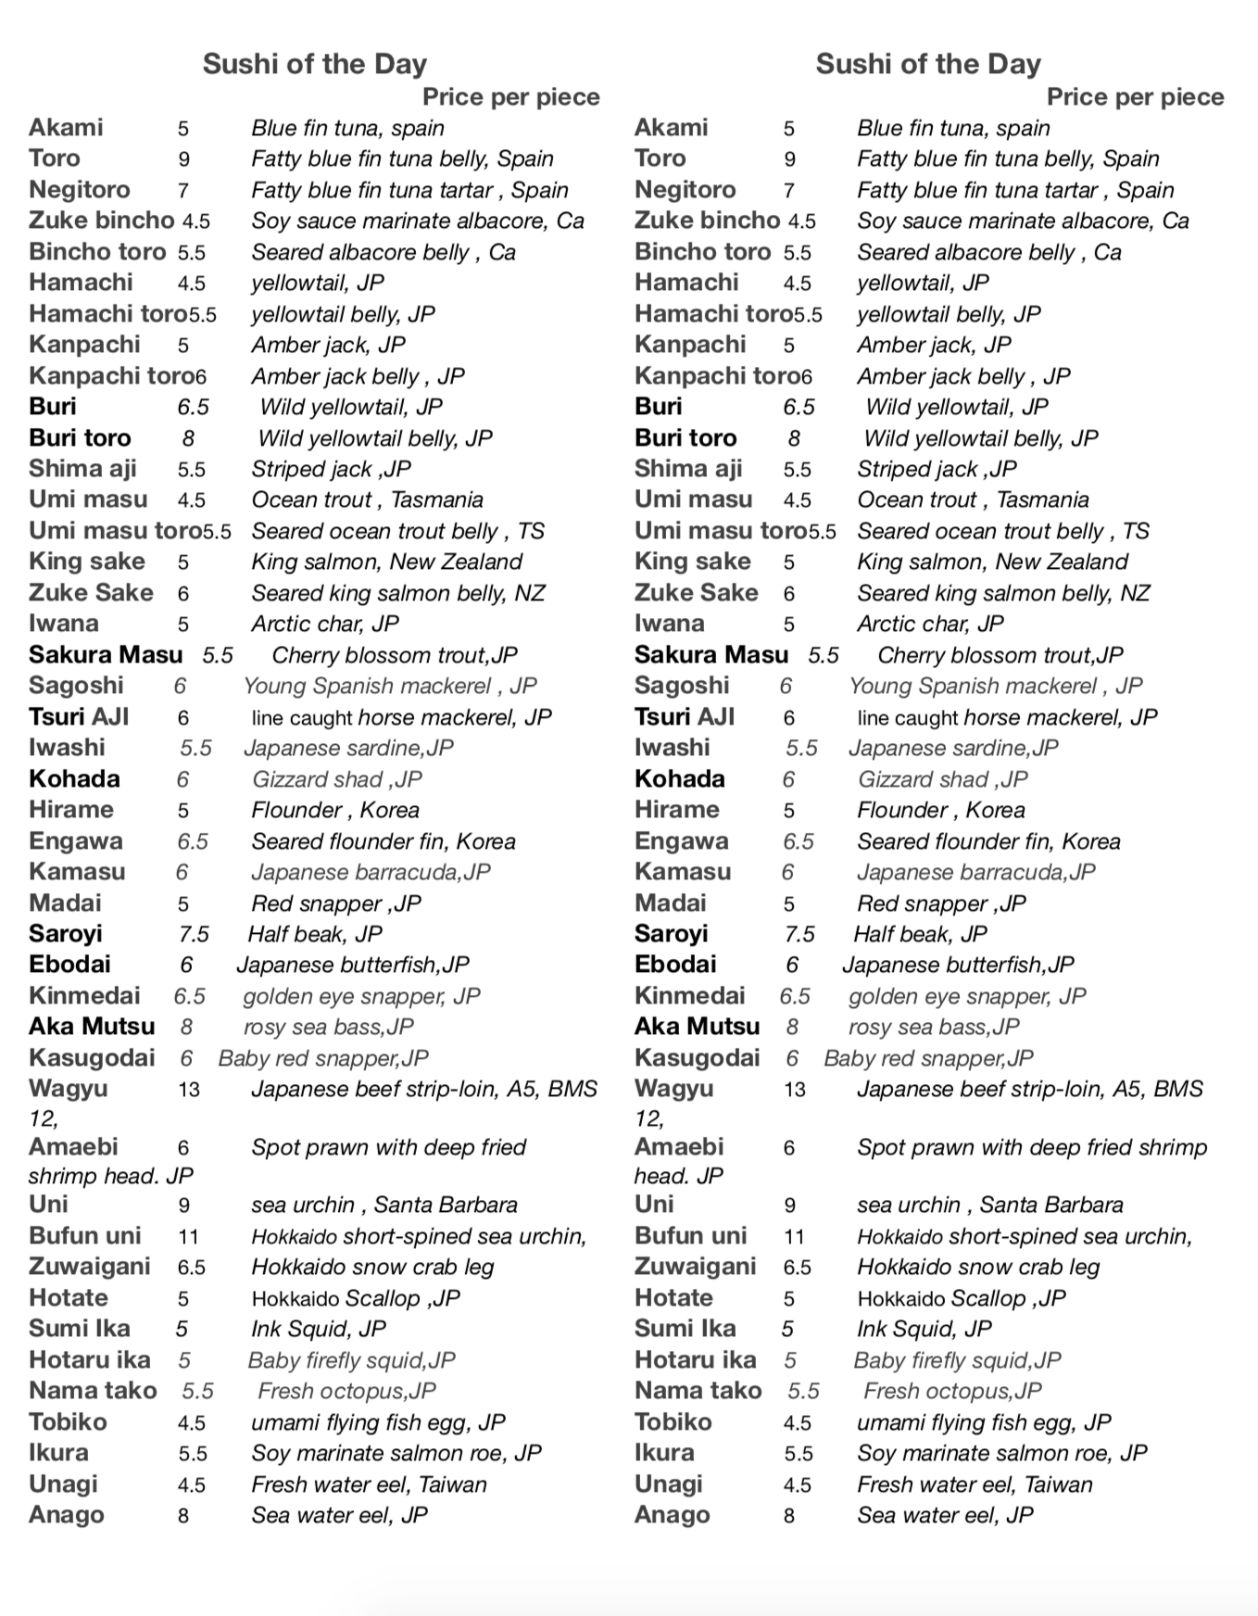 Sushi of the Day
Price per piece
Akami 5 Blue fin tuna, spain
Toro 9 Fatty blue fin tuna belly, Spain
Negitoro 7 Fatty blue fin tuna tartar , Spain
Zuke bincho 4.5 Soy sauce marinate albacore, Ca
Bincho toro 5.5 Seared albacore belly , Ca
Hamachi 4.5 yellowtail, JP
Hamachi toro5.5 yellowtail belly, JP
Kanpachi 5 Amber jack, JP
Kanpachi toro6 Amber jack belly , JP
Buri 6.5 Wild yellowtail, JP
Buri toro 8 Wild yellowtail belly, JP
Shima aji 5.5 Striped jack ,JP
Umi masu 4.5 Ocean trout , Tasmania
Umi masu toro5.5 Seared ocean trout belly , TS
King sake 5 King salmon, New Zealand
Zuke Sake 6 Seared king salmon belly, NZ
Iwana 5 Arctic char, JP
Sakura Masu 5.5 Cherry blossom trout,JP
Sagoshi 6 Young Spanish mackerel , JP
Tsuri AJI 6 line caught horse mackerel, JP
Iwashi 5.5 Japanese sardine,JP
Kohada 6 Gizzard shad ,JP
Hirame 5 Flounder , Korea
Engawa 6.5 Seared flounder fin, Korea
Kamasu 6 Japanese barracuda,JP
Madai 5 Red snapper ,JP
Saroyi 7.5 Half beak, JP
Ebodai 6 Japanese butterfish,JP
Kinmedai 6.5 golden eye snapper, JP
Aka Mutsu 8 rosy sea bass,JP
Kasugodai 6 Baby red snapper,JP
Wagyu 13 Japanese beef strip-loin, A5, BMS
12,
Amaebi 6 Spot prawn with deep fried
shrimp head. JP
Uni 9 sea urchin , Santa Barbara
Bufun uni 11 Hokkaido short-spined sea urchin,
Zuwaigani 6.5 Hokkaido snow crab leg
Hotate 5 Hokkaido Scallop ,JP
Sumi Ika 5 Ink Squid, JP
Hotaru ika 5 Baby firefly squid,JP
Nama tako 5.5 Fresh octopus,JP
Tobiko 4.5 umami flying fish egg, JP
Ikura 5.5 Soy marinate salmon roe, JP
Unagi 4.5 Fresh water eel, Taiwan
Anago 8 Sea water eel, JP
Sushi of the Day
Price per piece
Akami 5 Blue fin tuna, spain
Toro 9 Fatty blue fin tuna belly, Spain
Negitoro 7 Fatty blue fin tuna tartar , Spain
Zuke bincho 4.5 Soy sauce marinate albacore, Ca
Bincho toro 5.5 Seared albacore belly , Ca
Hamachi 4.5 yellowtail, JP
Hamachi toro5.5 yellowtail belly, JP
Kanpachi 5 Amber jack, JP
Kanpachi toro6 Amber jack belly , JP
Buri 6.5 Wild yellowtail, JP
Buri toro 8 Wild yellowtail belly, JP
Shima aji 5.5 Striped jack ,JP
Umi masu 4.5 Ocean trout , Tasmania
Umi masu toro5.5 Seared ocean trout belly , TS
King sake 5 King salmon, New Zealand
Zuke Sake 6 Seared king salmon belly, NZ
Iwana 5 Arctic char, JP
Sakura Masu 5.5 Cherry blossom trout,JP
Sagoshi 6 Young Spanish mackerel , JP
Tsuri AJI 6 line caught horse mackerel, JP
Iwashi 5.5 Japanese sardine,JP
Kohada 6 Gizzard shad ,JP
Hirame 5 Flounder , Korea
Engawa 6.5 Seared flounder fin, Korea
Kamasu 6 Japanese barracuda,JP
Madai 5 Red snapper ,JP
Saroyi 7.5 Half beak, JP
Ebodai 6 Japanese butterfish,JP
Kinmedai 6.5 golden eye snapper, JP
Aka Mutsu 8 rosy sea bass,JP
Kasugodai 6 Baby red snapper,JP
Wagyu 13 Japanese beef strip-loin, A5, BMS
12,
Amaebi 6 Spot prawn with deep fried shrimp
head. JP
Uni 9 sea urchin , Santa Barbara
Bufun uni 11 Hokkaido short-spined sea urchin,
Zuwaigani 6.5 Hokkaido snow crab leg
Hotate 5 Hokkaido Scallop ,JP
Sumi Ika 5 Ink Squid, JP
Hotaru ika 5 Baby firefly squid,JP
Nama tako 5.5 Fresh octopus,JP
Tobiko 4.5 umami flying fish egg, JP
Ikura 5.5 Soy marinate salmon roe, JP
Unagi 4.5 Fresh water eel, Taiwan
Anago 8 Sea water eel, JP